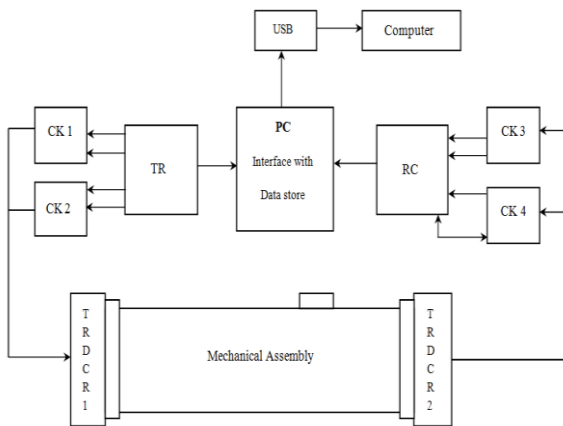 USB
Computer
CK 1
CK 2
TR
PC
Interface with
Data store
RC
CK 3
CK 4
T
R
D
C
R
1
Mechanical Assembly
T
R
D
C
R
2